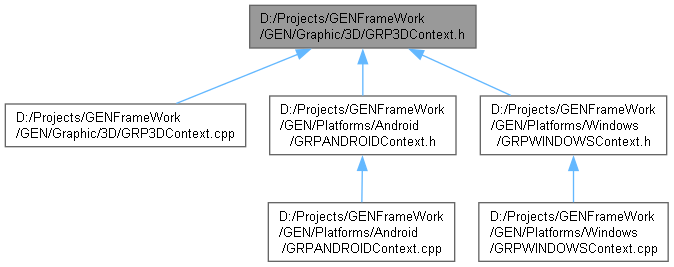 D:/Projects/GENFrameWork
/GEN/Graphic/3D/GRP3DContext.h
D:/Projects/GENFrameWork
/GEN/Graphic/3D/GRP3DContext.cpp
D:/Projects/GENFrameWork
/GEN/Platforms/Android
/GRPANDROIDContext.h
D:/Projects/GENFrameWork
/GEN/Platforms/Windows
/GRPWINDOWSContext.h
D:/Projects/GENFrameWork
/GEN/Platforms/Android
/GRPANDROIDContext.cpp
D:/Projects/GENFrameWork
/GEN/Platforms/Windows
/GRPWINDOWSContext.cpp